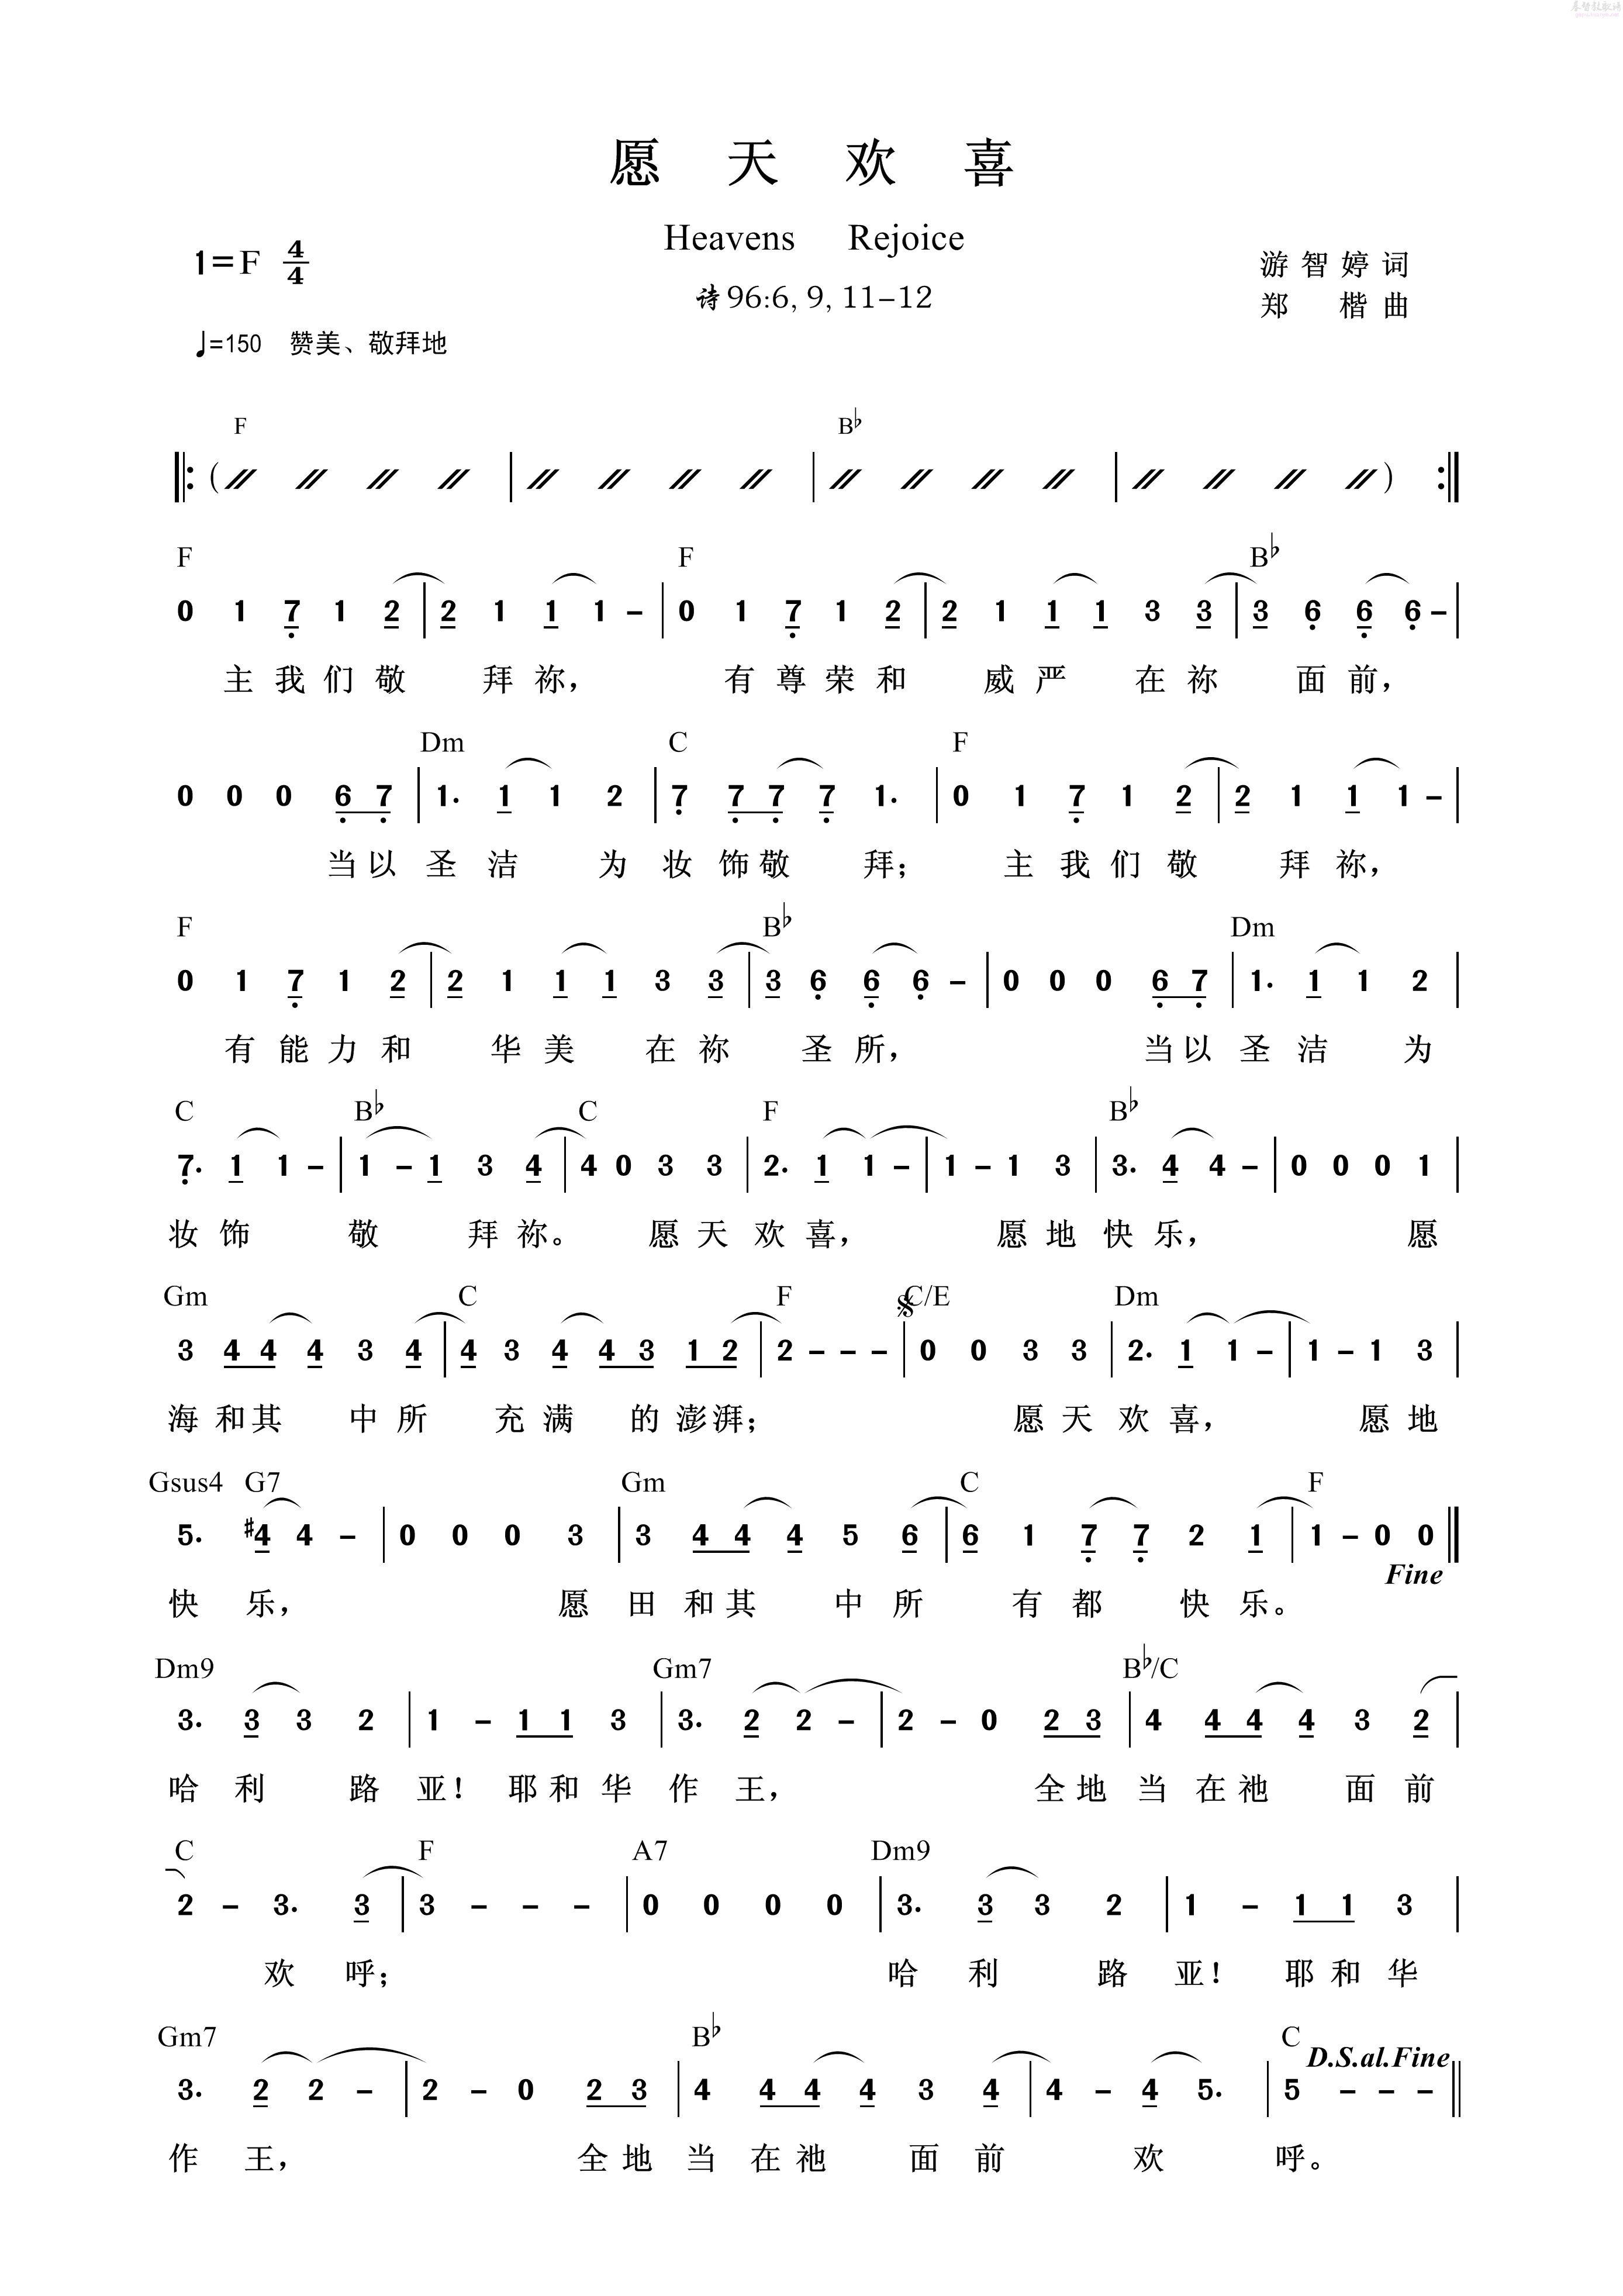 基督教歌谱
愿 天 欢 喜
Heavens Rejoice
1=F 4/4
诗 96:6, 9, 11-12
游智婷词
郑 楷曲
♩=150 赞美、敬拜地
F B♭
( )
F F B♭
0 1 7 1 2 | 2 1 1 1 - | 0 1 7 1 2 | 2 1 1 1 3 3 | 3 6 6 6 - |
主我们敬 拜祢， 有尊荣和 威严 在祢 面前，
Dm C F
0 0 0 6 7 | 1. 1 1 2 | 7 7 7 7 1. | 0 1 7 1 2 | 2 1 1 1 - |
当以圣洁 为妆饰敬 拜； 主我们敬 拜祢，
F B♭ Dm
0 1 7 1 2 | 2 1 1 1 3 3 | 3 6 6 6 - | 0 0 0 6 7 | 1. 1 1 2 |
有能力和 华美 在祢 圣所， 当以圣洁 为
C B♭ C F B♭
7. 1 1 - | 1 - 1 3 4 | 4 0 3 3 | 2. 1 1 - | 1 - 1 3 | 3. 4 4 - | 0 0 0 1 |
妆饰 敬 拜祢。 愿天欢喜， 愿地快乐， 愿
Gm C F C/E Dm
3 4 4 4 3 4 | 4 3 4 4 3 1 2 | 2 - - - | 0 0 3 3 | 2. 1 1 - | 1 - 1 3 |
海和其 中所 充满 的澎湃； 愿天欢喜， 愿地
Gsus4 G7 Gm C F
5. #4 4 - | 0 0 0 3 | 3 4 4 4 5 6 | 6 1 7 7 2 1 | 1 - 0 0
Fine
快 乐， 愿 田和其 中所 有都 快乐。
Dm9 Gm7 B♭/C
3. 3 3 2 | 1 - 1 1 3 | 3. 2 2 - | 2 - 0 2 3 | 4 4 4 4 3 2 |
哈利 路亚！耶和华作王， 全地当在祂 面前
C F A7 Dm9
2 - 3. 3 | 3 - - - | 0 0 0 0 | 3. 3 3 2 | 1 - 1 1 3 |
欢呼； 哈利 路亚！ 耶和华
Gm7 B♭ C
D.S.al.Fine
3. 2 2 - | 2 - 0 2 3 | 4 4 4 4 3 4 | 4 - 4 5. | 5 - - -
作王， 全地当在祂 面前 欢 呼。